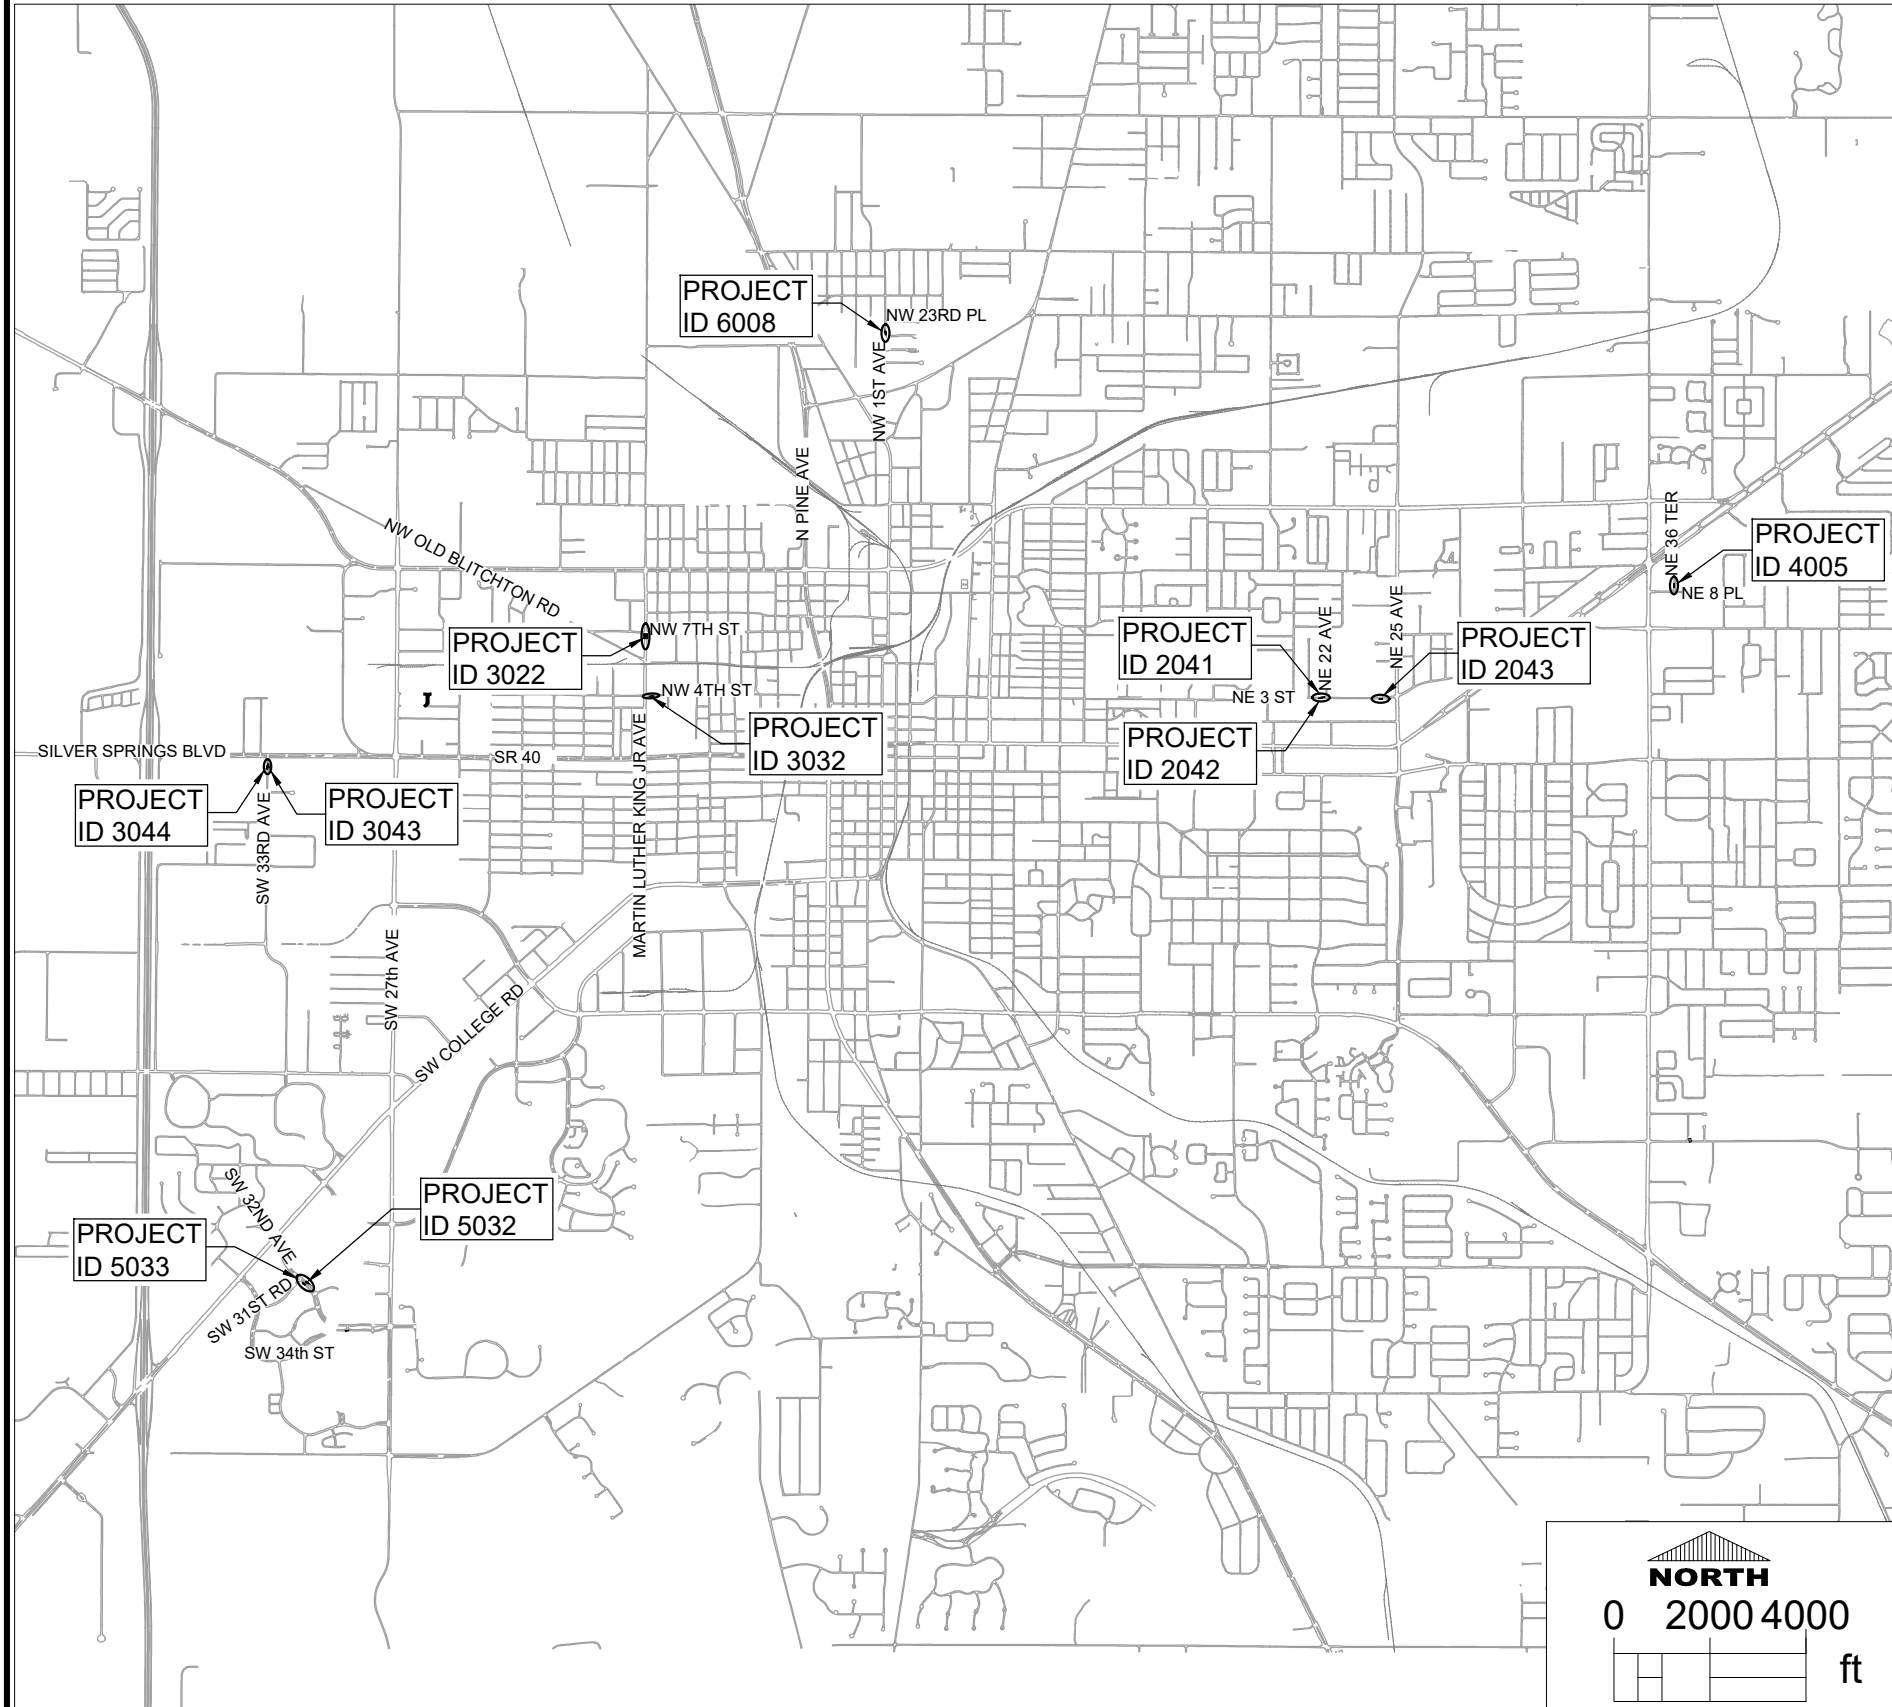 PROJECT
ID 6008
NW 23RD PL
NW 1ST AVE
N PINE AVE
NW OLD BLITCHTON RD
NE 36 TER
PROJECT
ID 4005
NE 8 PL
PROJECT
ID 3022
NW 7TH ST
NW 4TH ST
PROJECT
ID 3032
PROJECT
ID 2041
NE 22 AVE
NE 25 AVE
PROJECT
ID 2043
NE 3 ST
PROJECT
ID 2042
SILVER SPRINGS BLVD
SR 40
PROJECT
ID 3044
PROJECT
ID 3043
SW 33RD AVE
MARTIN LUTHER KING JR AVE
SW 27th AVE
SW COLLEGE RD
SW 32ND AVE
PROJECT
ID 5032
PROJECT
ID 5033
SW 31ST RD
SW 34th ST
NORTH
0 2000 4000
ft